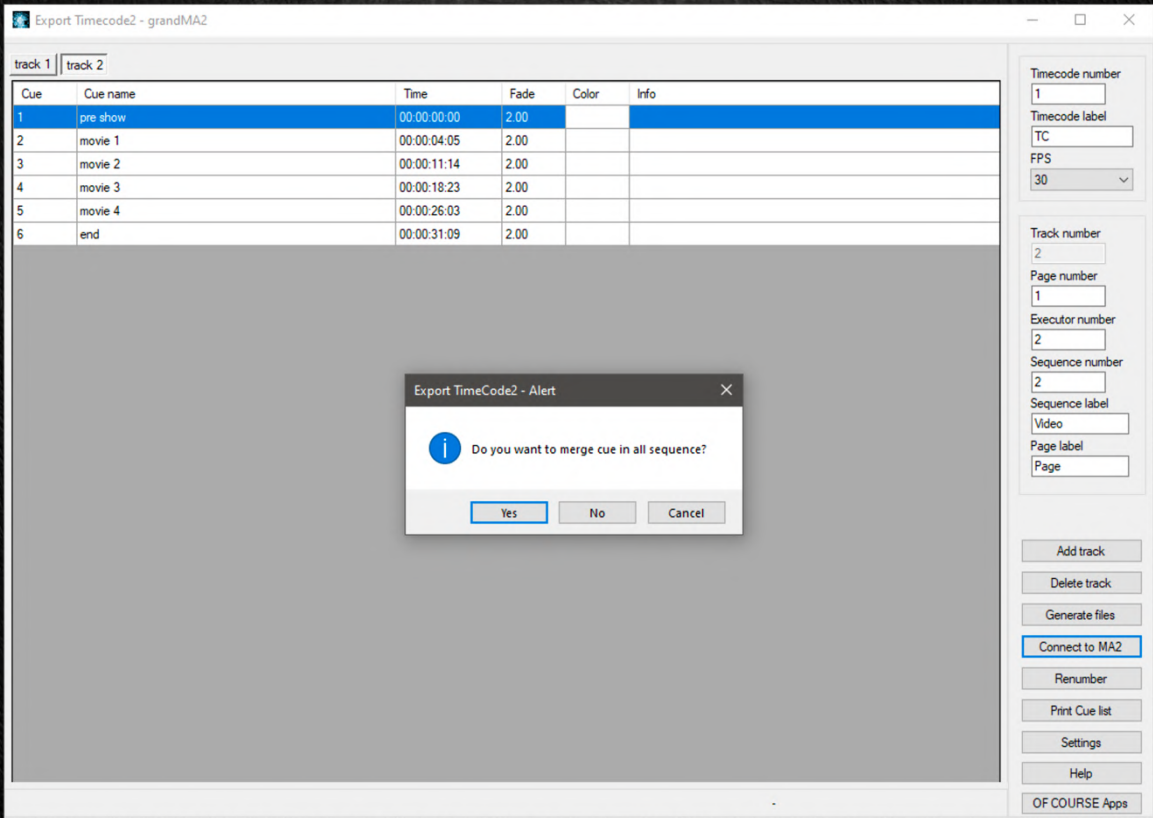 Export Timecode2 - grandMA2
track 1 track 2
Cue Cue name Time Fade Color Info
1 pre show 00:00:00:00 2.00
2 movie 1 00:00:04:05 2.00
3 movie 2 00:00:11:14 2.00
4 movie 3 00:00:18:23 2.00
5 movie 4 00:00:26:03 2.00
6 end 00:00:31:09 2.00
Export TimeCode2 - Alert
Do you want to merge cue in all sequence?
Yes No Cancel
Timecode number
1
Timecode label
TC
FPS
30
Track number
2
Page number
1
Executor number
2
Sequence number
2
Sequence label
Video
Page label
Page
Add track
Delete track
Generate files
Connect to MA2
Renumber
Print Cue list
Settings
Help
OF COURSE Apps
-